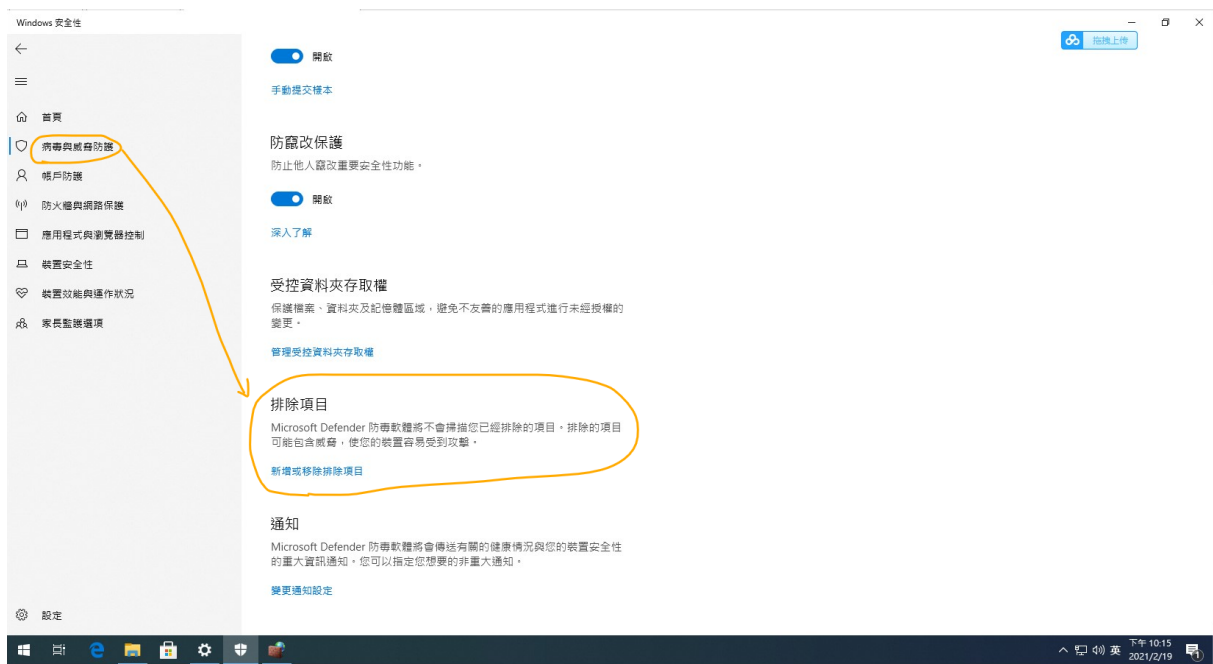 Windows 安全性
拖拽上传
首頁
病毒與威脅防護
帳戶防護
防火牆與網路保護
應用程式與瀏覽器控制
裝置安全性
裝置效能與運作狀況
家長監護選項
設定
開啟
手動提交樣本
防竄改保護
防止他人竄改重要安全性功能。
開啟
深入了解
受控資料夾存取權
保護檔案、資料夾及記憶體區域，避免不友善的應用程式進行未經授權的
變更。
管理受控資料夾存取權
排除項目
Microsoft Defender 防毒軟體將不會掃描您已經排除的項目。排除的項目
可能包含威脅，使您的裝置容易受到攻擊。
新增或移除排除項目
通知
Microsoft Defender 防毒軟體將會傳送有關的健康情況與您的裝置安全性
的重大資訊通知。您可以指定您想要的非重大通知。
變更通知設定
英
下午 10:15
2021/2/19
1